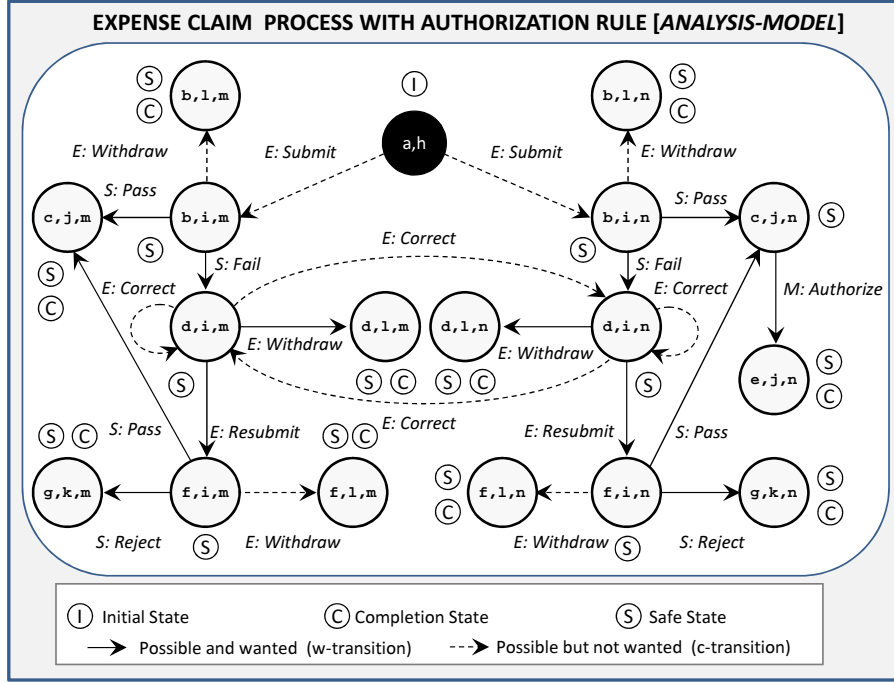 EXPENSE CLAIM PROCESS WITH AUTHORIZATION RULE [ANALYSIS-MODEL]
S
C
b,l,m
I
a,h
b,l,n
S
C
E: Withdraw
E: Submit
E: Submit
E: Withdraw
S: Pass
S: Pass
c,j,m
b,i,m
b,i,n
c,j,n
S
S
S
S
C
E: Correct
S: Fail
E: Correct
S: Fail
E: Correct
M: Authorize
d,i,m
d,l,m
d,l,n
d,i,n
E: Withdraw
E: Withdraw
S
S
C
S
C
S
e,j,n
S
C
E: Correct
S
C
S: Pass
E: Resubmit
S
C
E: Resubmit
S: Pass
g,k,m
f,i,m
f,l,m
S
C
f,l,n
f,i,n
g,k,n
S
C
S: Reject
S
E: Withdraw
E: Withdraw
S
S: Reject
I Initial State
C Completion State
S Safe State
Possible and wanted (w-transition)
Possible but not wanted (c-transition)